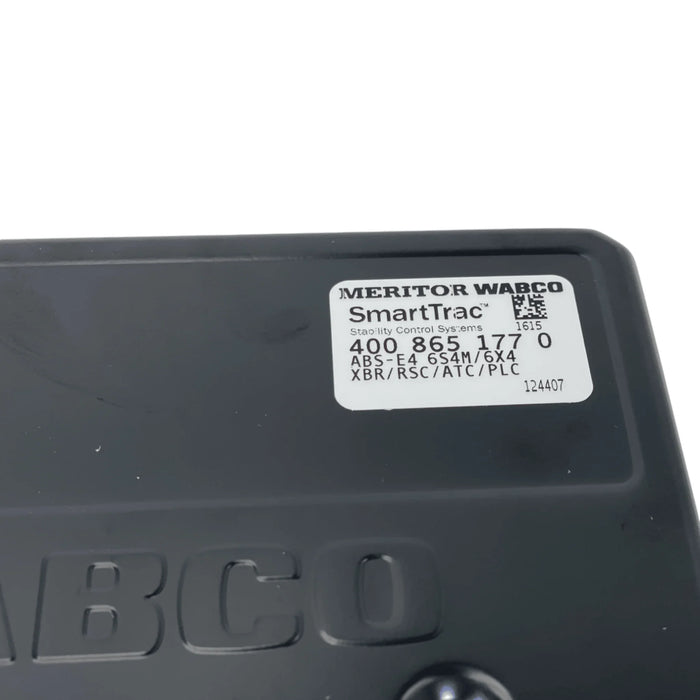 MERITOR WABCO
SmartTrac™
Stability Control Systems
1615
400 865 177 0
ABS-E4 6S4M/6X4
XBR/RSC/ATC/PLC
124407
ABCO